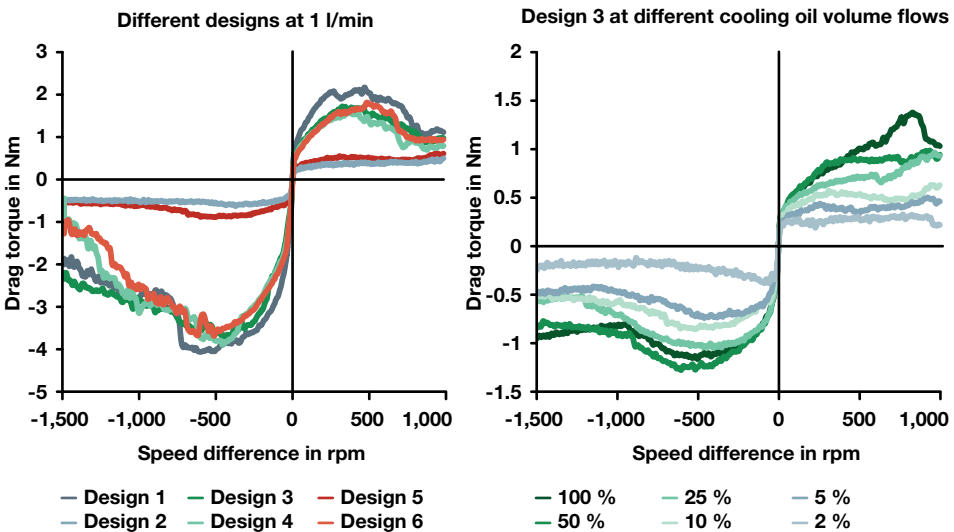 Different designs at 1 l/min
3
2
1
0
-1
-2
-3
-4
-5
Drag torque in Nm
-1,500 -1,000 -500 0 500 1,000
Speed difference in rpm
Design 1 Design 3 Design 5
Design 2 Design 4 Design 6
Design 3 at different cooling oil volume flows
2
1.5
1
0.5
0
-0.5
-1
-1.5
Drag torque in Nm
-1,500 -1,000 -500 0 500 1,000
Speed difference in rpm
100 % 25 % 5 %
50 % 10 % 2 %